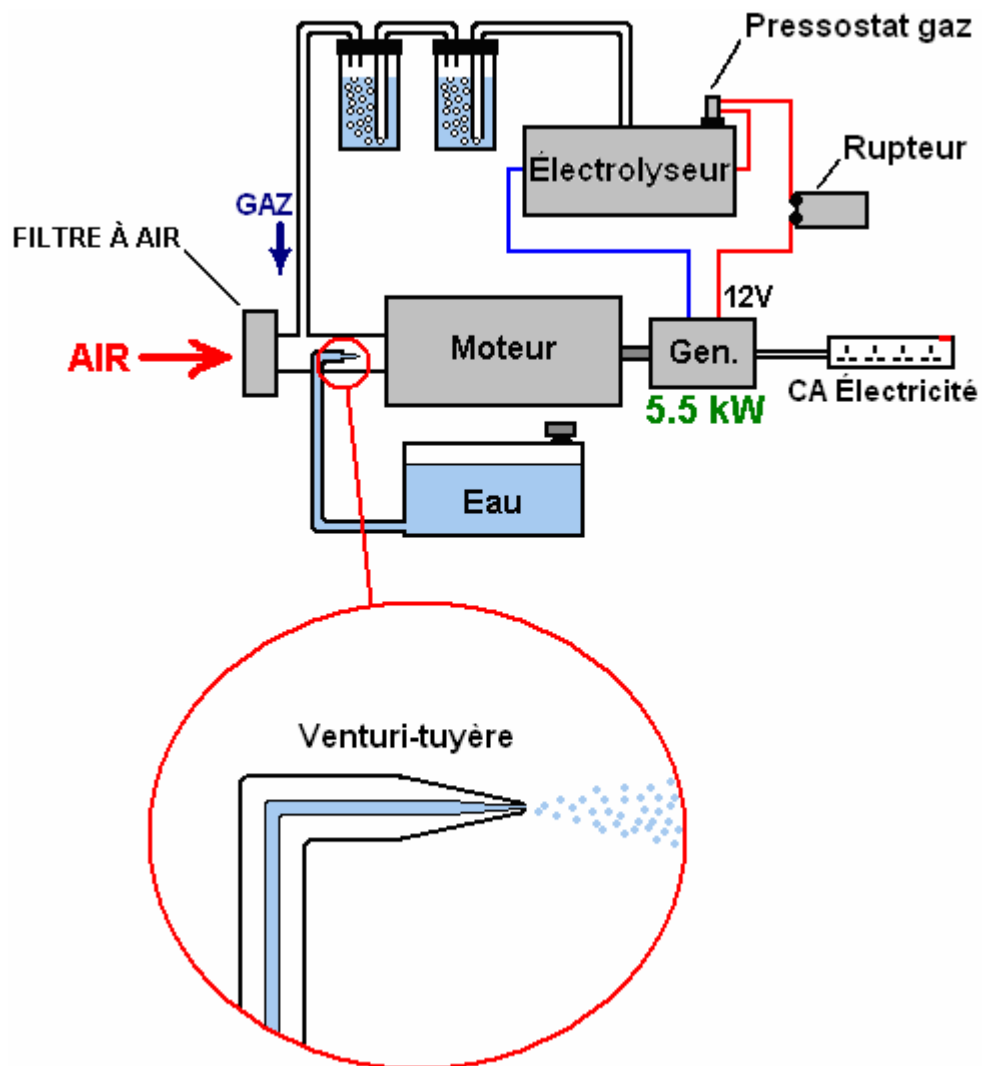 Pressostat gaz
Électrolyseur
Rupteur
GAZ
FILTRE À AIR
12V
AIR
Moteur
Gen.
CA Électricité
5.5 kW
Eau
Venturi-tuyère